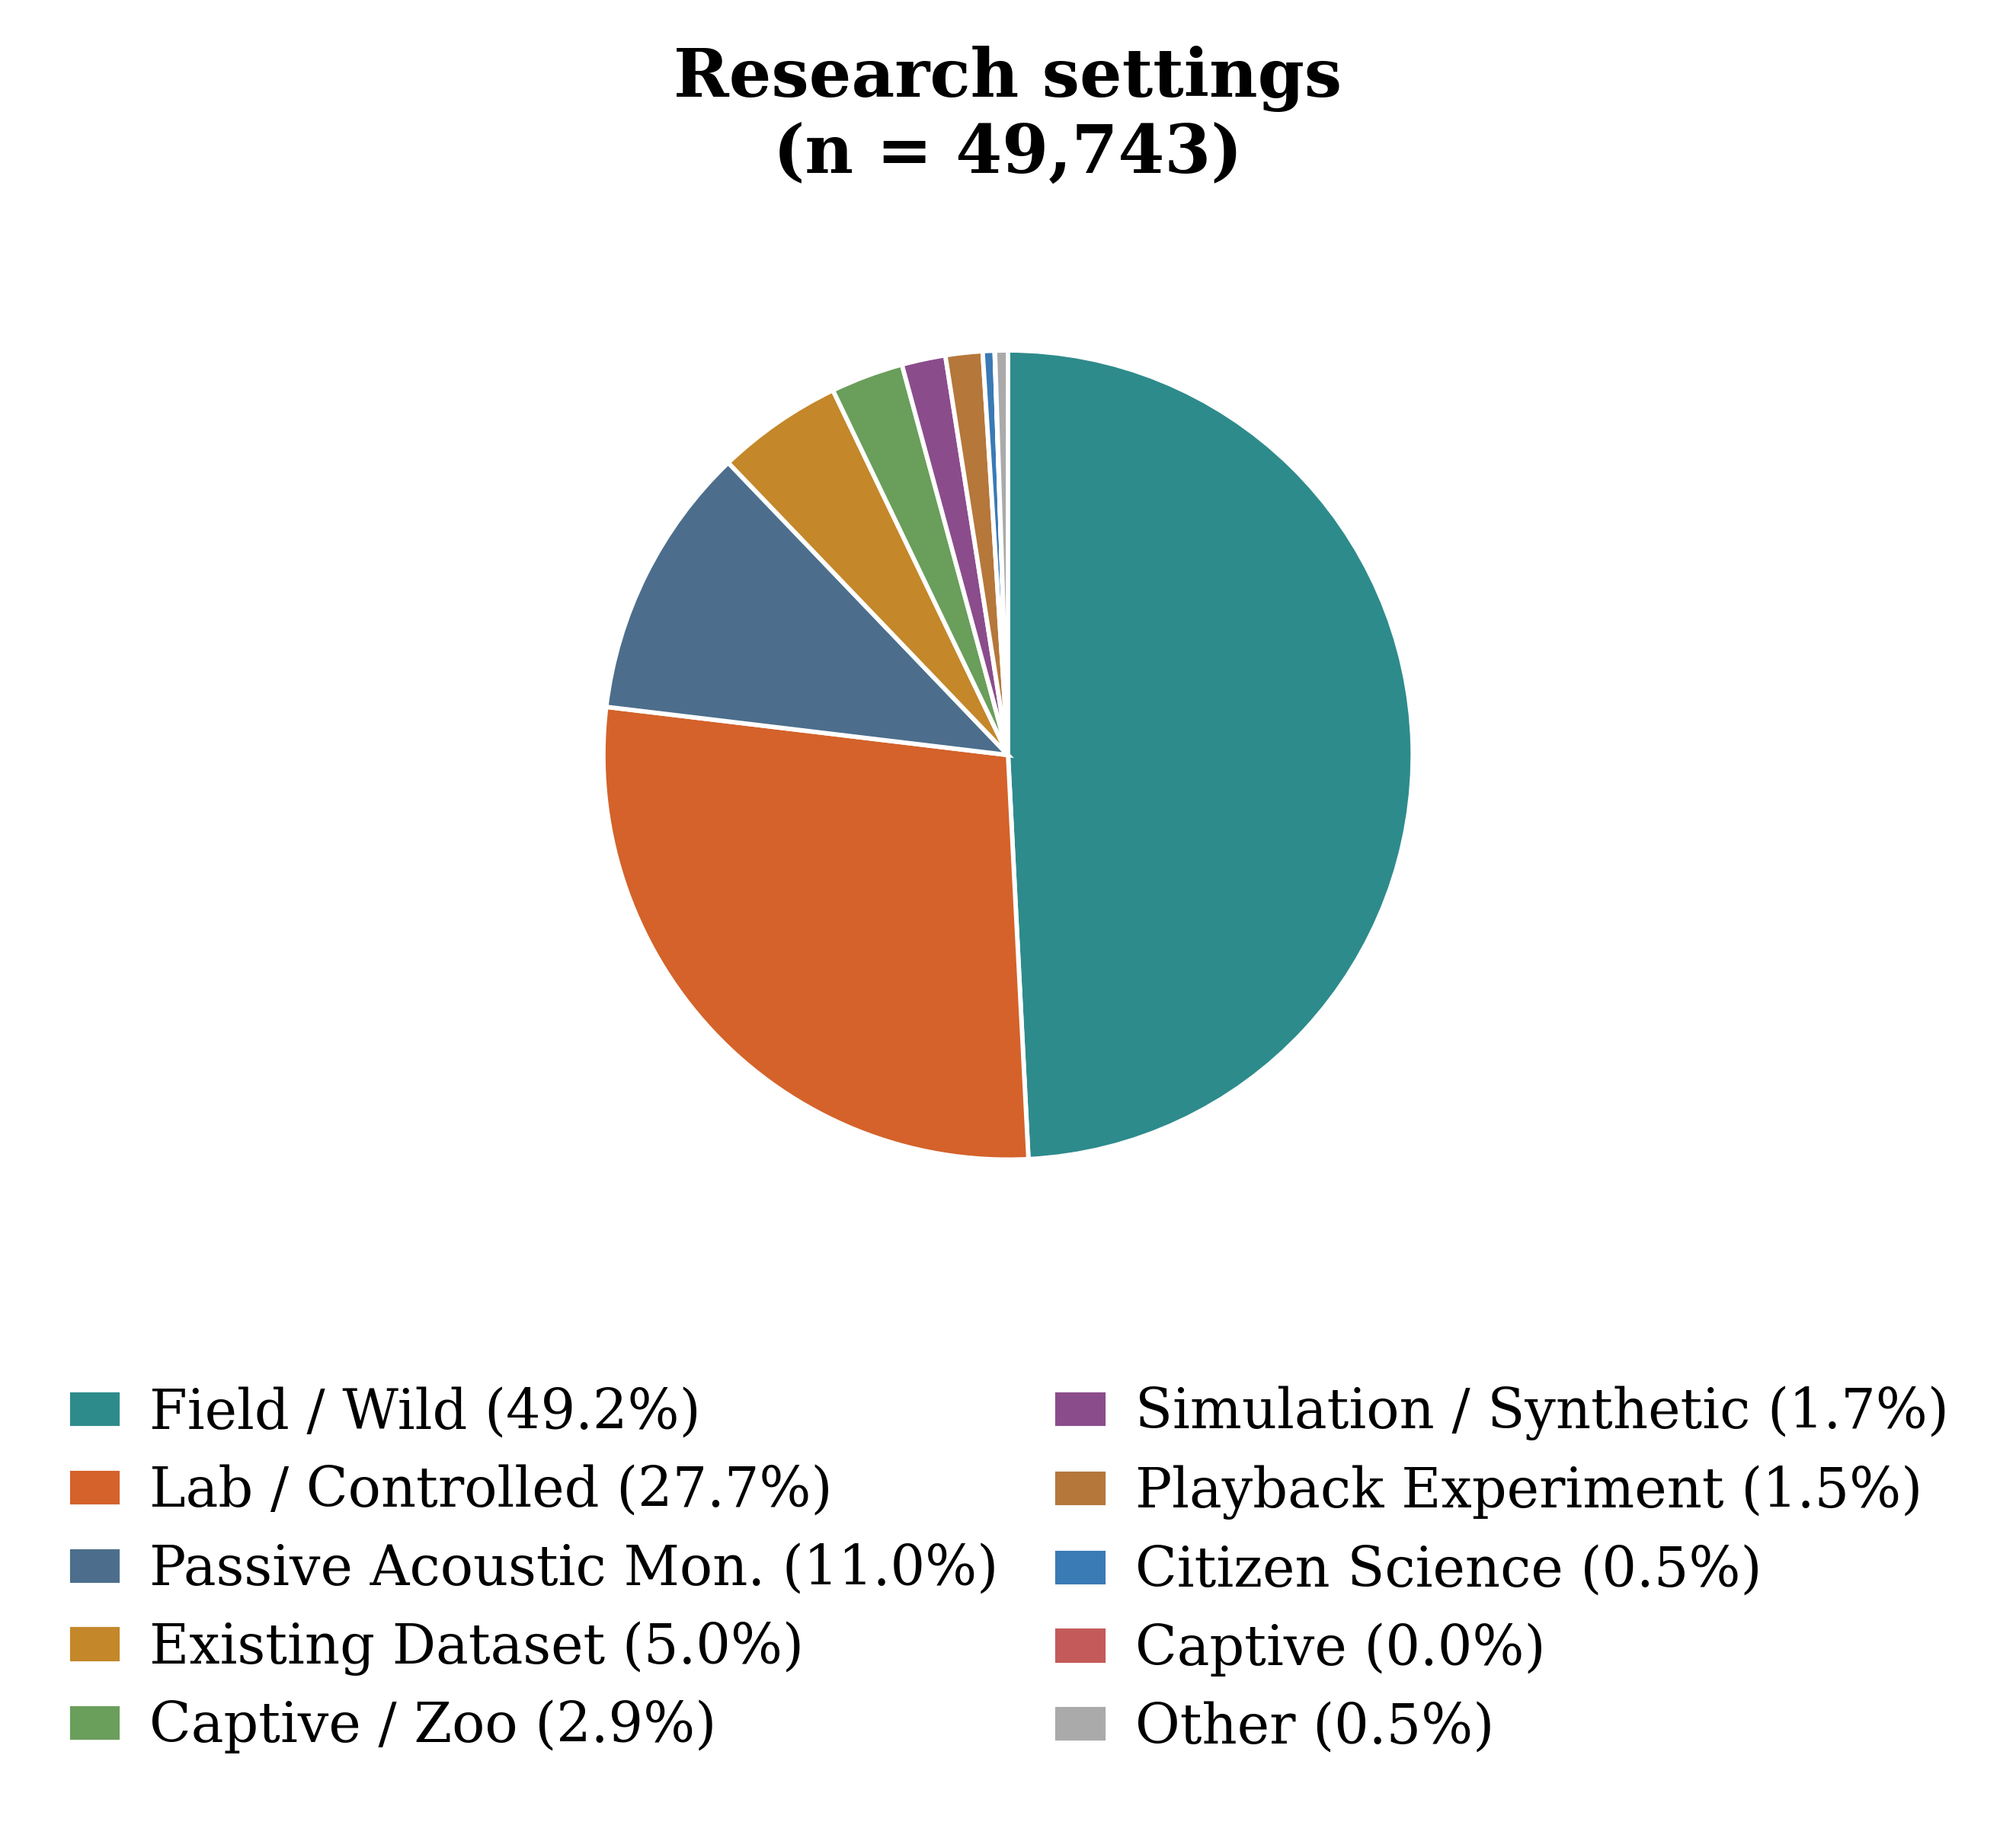 Research settings
(n = 49,743)
Field / Wild (49.2%)
Lab / Controlled (27.7%)
Passive Acoustic Mon. (11.0%)
Existing Dataset (5.0%)
Captive / Zoo (2.9%)
Simulation / Synthetic (1.7%)
Playback Experiment (1.5%)
Citizen Science (0.5%)
Captive (0.0%)
Other (0.5%)